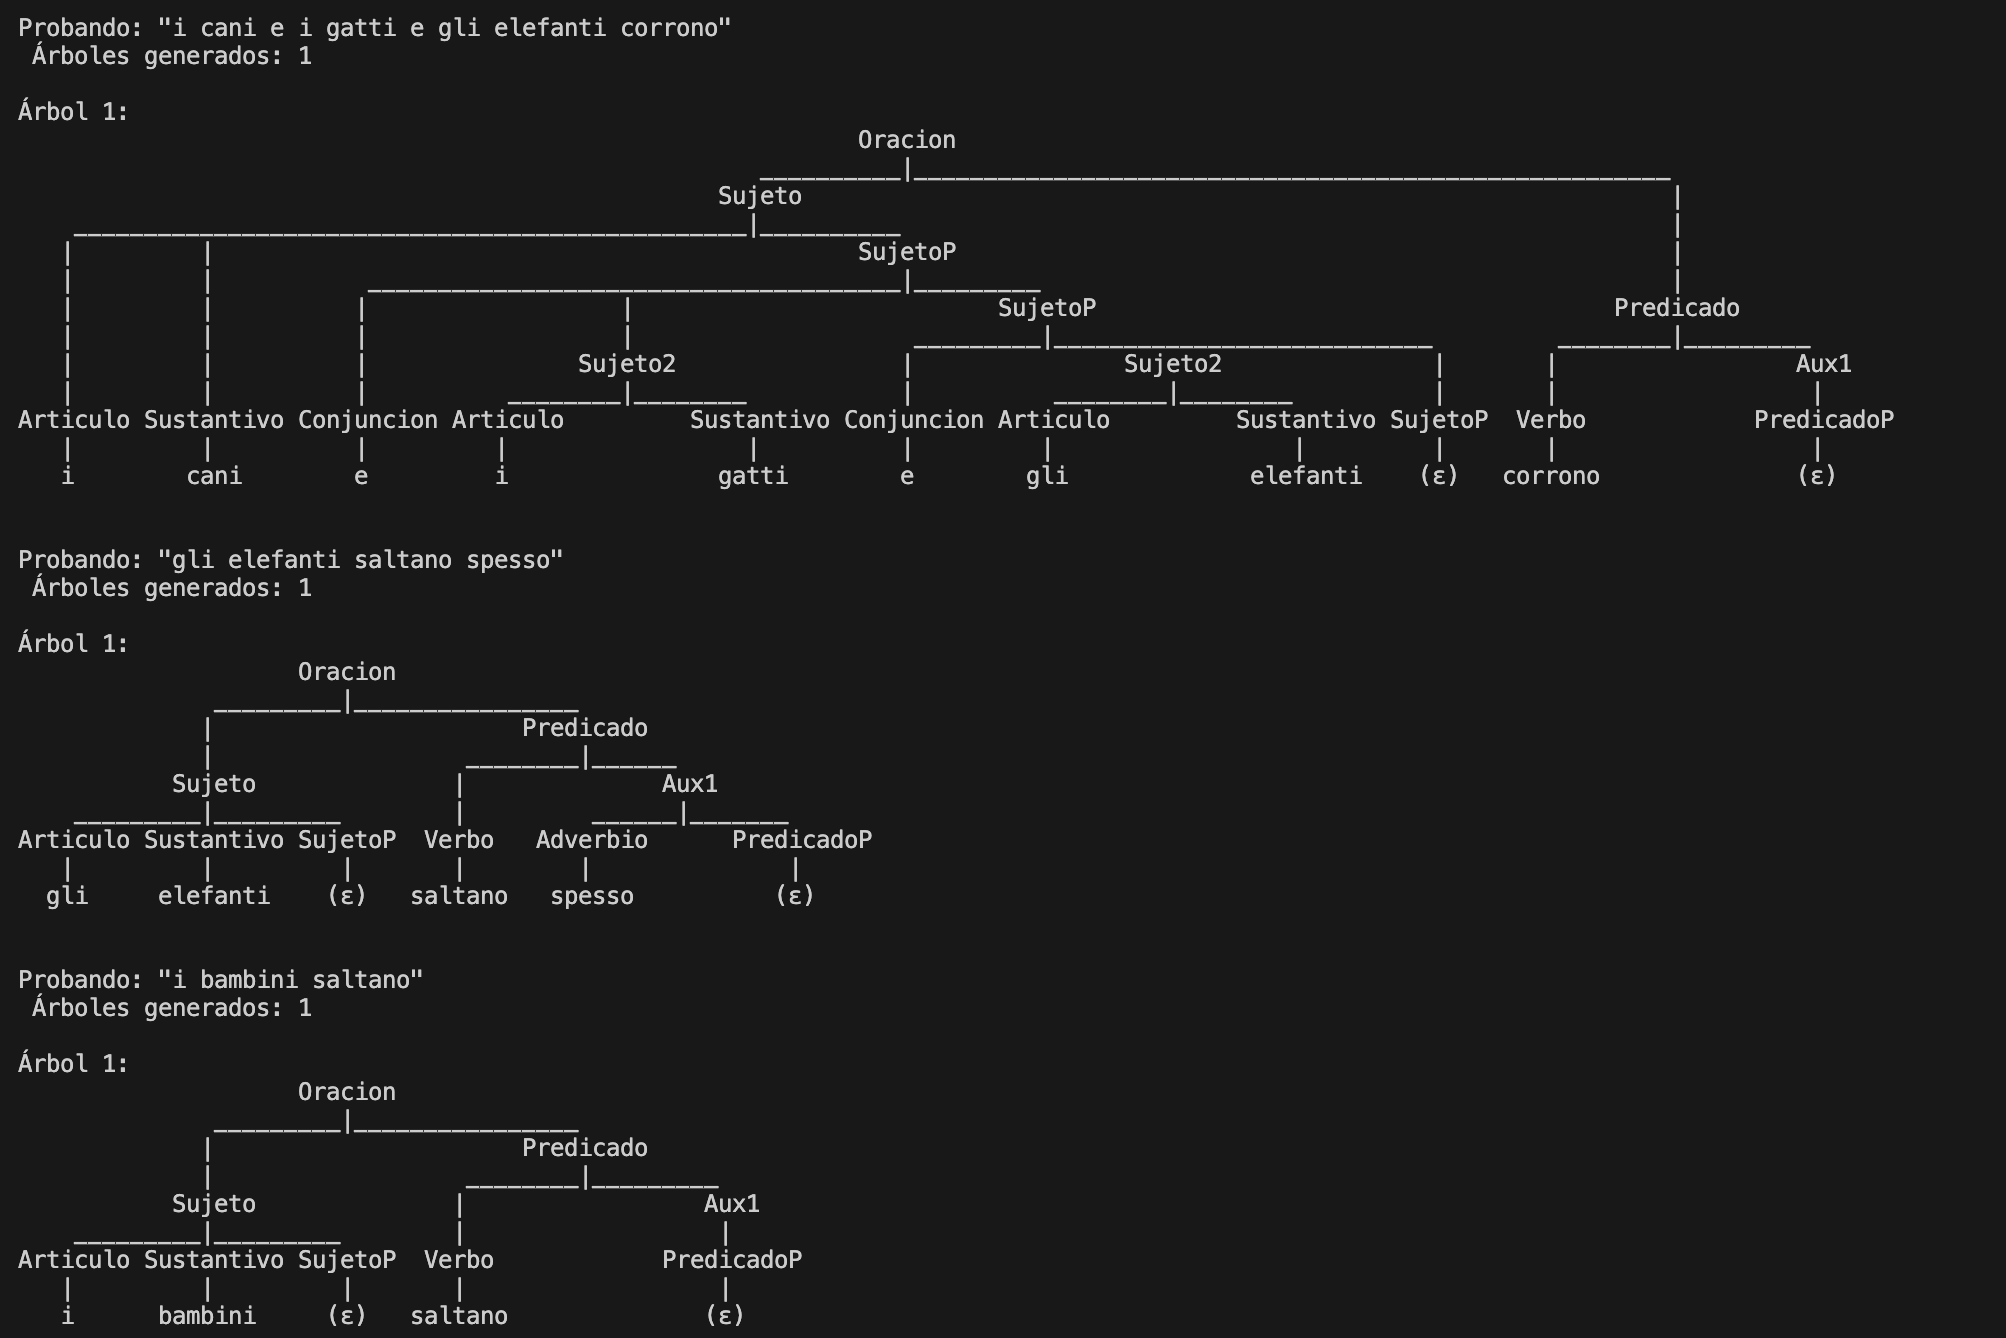 Probando: "i cani e i gatti e gli elefanti corrono"
Árboles generados: 1
Árbol 1:
Oracion
Sujeto
SujetoP
SujetoP Predicado
Sujeto2 Sujeto2 Aux1
Articulo Sustantivo Conjuncion Articulo Sustantivo Conjuncion Articulo Sustantivo SujetoP Verbo PredicadoP
i cani e i gatti e gli elefanti (ε) corrono (ε)
Probando: "gli elefanti saltano spesso"
Árboles generados: 1
Árbol 1:
Oracion
Predicado
Sujeto Aux1
Articulo Sustantivo SujetoP Verbo Adverbio PredicadoP
gli elefanti (ε) saltano spesso (ε)
Probando: "i bambini saltano"
Árboles generados: 1
Árbol 1:
Oracion
Predicado
Sujeto Aux1
Articulo Sustantivo SujetoP Verbo PredicadoP
i bambini (ε) saltano (ε)